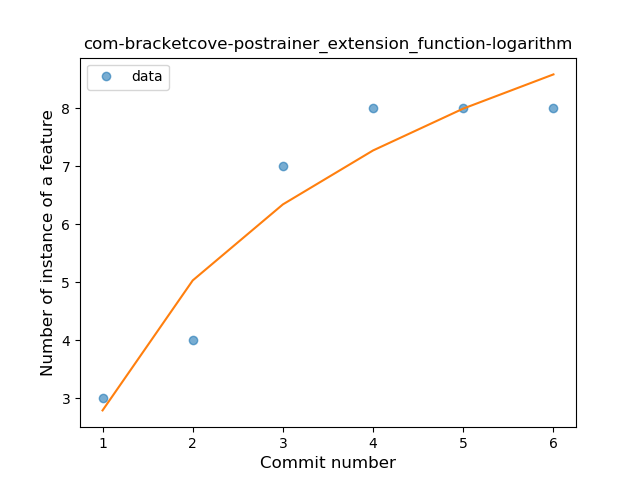 com-bracketcove-postrainer_extension_function-logarithm
data
Number of instance of a feature
8
7
6
5
4
3
1 2 3 4 5 6
Commit number